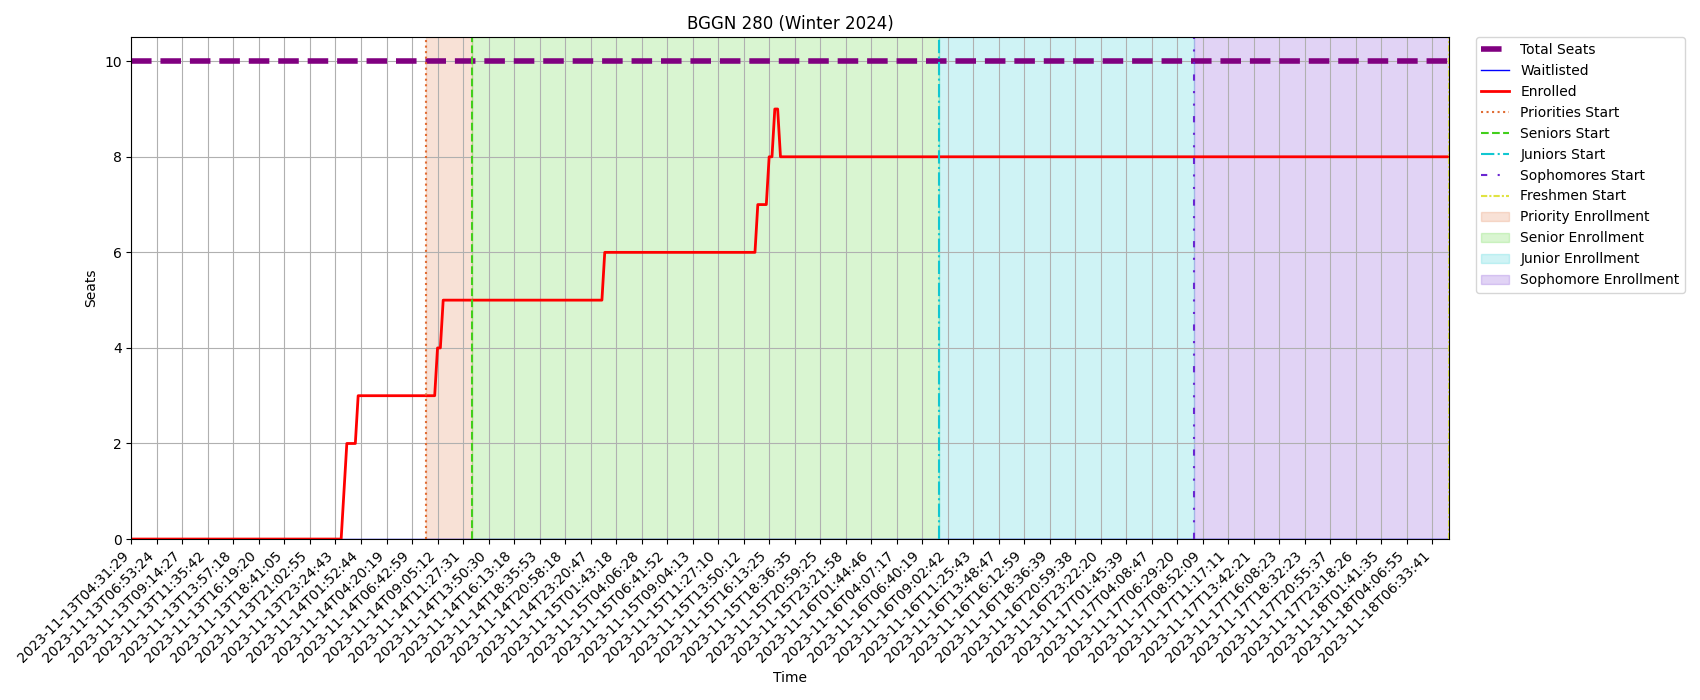 BGGN 280 (Winter 2024)
Seats
10
8
6
4
2
0
2023-11-13T04:31:29
2023-11-13T06:53:24
2023-11-13T09:14:27
2023-11-13T11:35:42
2023-11-13T13:57:18
2023-11-13T16:19:20
2023-11-13T18:41:05
2023-11-13T21:02:55
2023-11-13T23:24:43
2023-11-14T01:52:44
2023-11-14T04:20:19
2023-11-14T06:42:59
2023-11-14T09:05:12
2023-11-14T11:27:31
2023-11-14T13:50:30
2023-11-14T16:13:18
2023-11-14T18:35:53
2023-11-14T20:58:18
2023-11-14T23:20:47
2023-11-15T01:43:18
2023-11-15T04:06:28
2023-11-15T06:41:52
2023-11-15T09:04:13
2023-11-15T11:27:10
2023-11-15T13:50:12
2023-11-15T16:13:25
2023-11-15T18:36:35
2023-11-15T20:59:25
2023-11-15T23:21:58
2023-11-16T01:44:46
2023-11-16T04:07:17
2023-11-16T06:40:19
2023-11-16T09:02:42
2023-11-16T11:25:43
2023-11-16T13:48:47
2023-11-16T16:12:59
2023-11-16T18:36:39
2023-11-16T20:59:38
2023-11-16T23:22:20
2023-11-17T01:45:39
2023-11-17T04:08:47
2023-11-17T06:29:20
2023-11-17T08:52:09
2023-11-17T11:17:11
2023-11-17T13:42:21
2023-11-17T16:08:23
2023-11-17T18:32:23
2023-11-17T20:55:37
2023-11-17T23:18:26
2023-11-18T01:41:35
2023-11-18T04:06:55
2023-11-18T06:33:41
Time
Total Seats
Waitlisted
Enrolled
Priorities Start
Seniors Start
Juniors Start
Sophomores Start
Freshmen Start
Priority Enrollment
Senior Enrollment
Junior Enrollment
Sophomore Enrollment